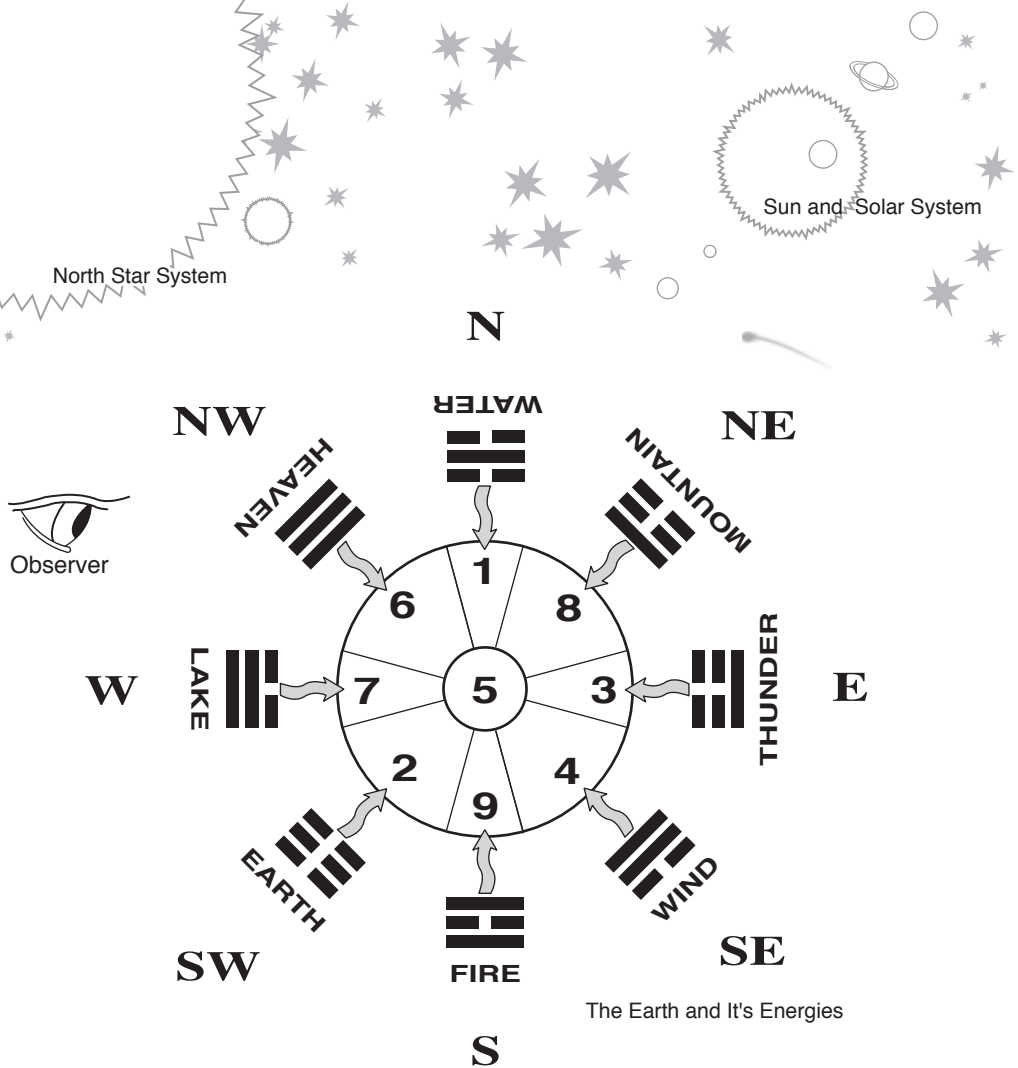 Sun and Solar System
North Star System
N
NW
NE
WATER
HEAVEN
MOUNTAIN
Observer
1
6
8
W
LAKE
7
5
3
THUNDER
E
2
4
9
EARTH
WIND
FIRE
SW
SE
The Earth and It's Energies
S